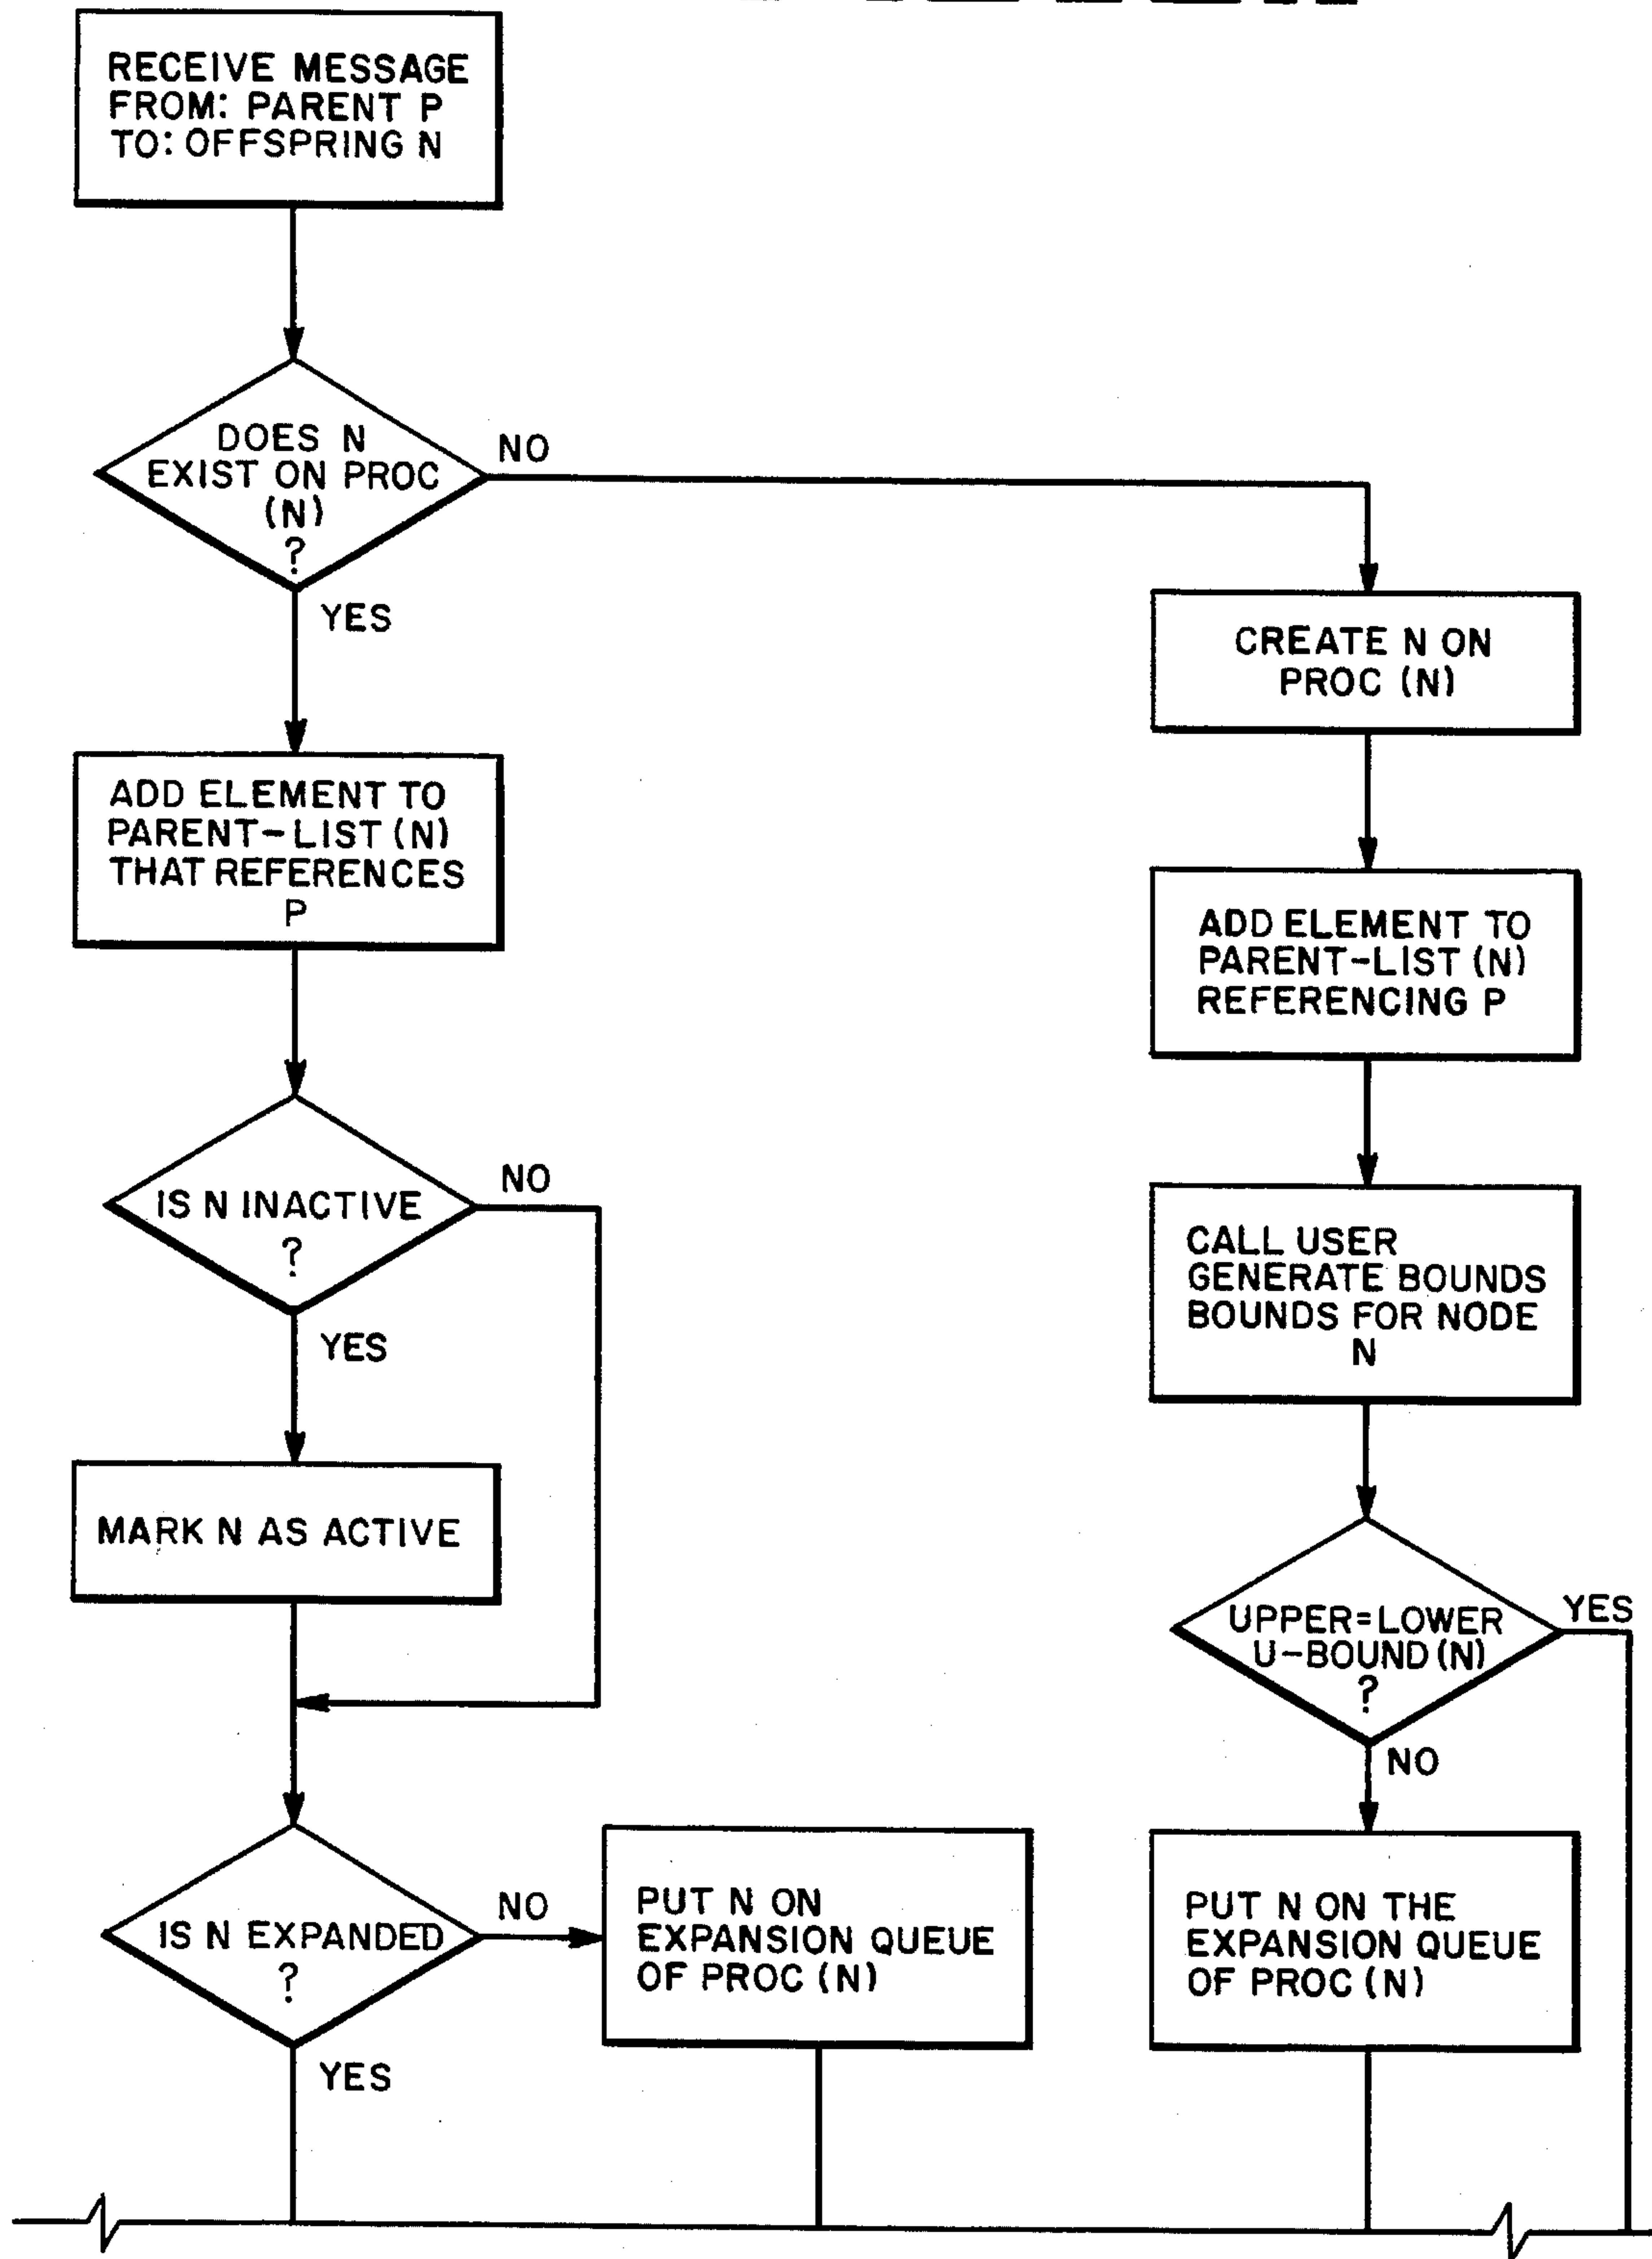 RECEIVE MESSAGE
FROM: PARENT P
TO: OFFSPRING N
DOES N
EXIST ON PROC
(N)
?
NO
YES
CREATE N ON
PROC (N)
ADD ELEMENT TO
PARENT-LIST (N)
THAT REFERENCES
P
ADD ELEMENT TO
PARENT-LIST (N)
REFERENCING P
IS N INACTIVE
?
NO
YES
CALL USER
GENERATE BOUNDS
BOUNDS FOR NODE
N
MARK N AS ACTIVE
UPPER=LOWER
U-BOUND (N)
?
YES
NO
IS N EXPANDED
?
NO
YES
PUT N ON
EXPANSION QUEUE
OF PROC (N)
PUT N ON THE
EXPANSION QUEUE
OF PROC (N)